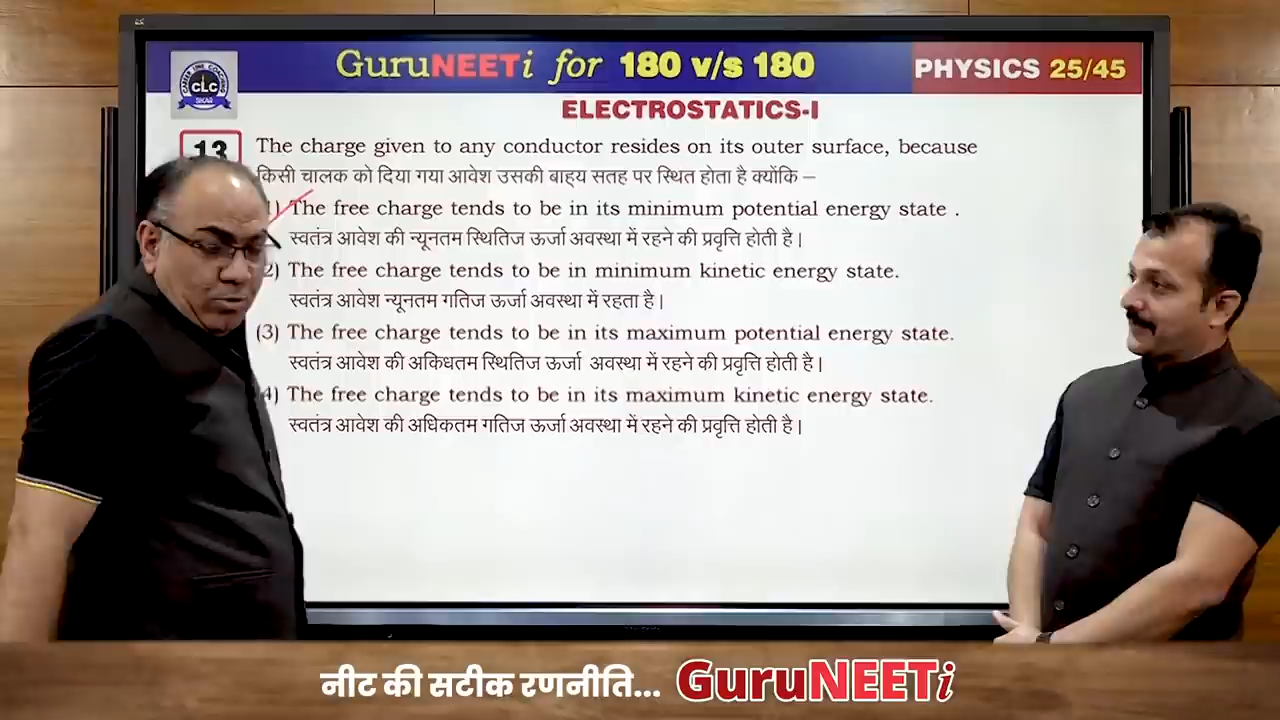 GuruNEETi for 180 v/s 180
PHYSICS 25/45
CLC
SIKAR
ELECTROSTATICS-I
13
The charge given to any conductor resides on its outer surface, because
किसी चालक को दिया गया आवेश उसकी बाह्य सतह पर स्थित होता है क्योंकि –
1) The free charge tends to be in its minimum potential energy state .
स्वतंत्र आवेश की न्यूनतम स्थितिज ऊर्जा अवस्था में रहने की प्रवृत्ति होती है।
2) The free charge tends to be in minimum kinetic energy state.
स्वतंत्र आवेश न्यूनतम गतिज ऊर्जा अवस्था में रहता है।
(3) The free charge tends to be in its maximum potential energy state.
स्वतंत्र आवेश की अकिधतम स्थितिज ऊर्जा अवस्था में रहने की प्रवृत्ति होती है।
4) The free charge tends to be in its maximum kinetic energy state.
स्वतंत्र आवेश की अधिकतम गतिज ऊर्जा अवस्था में रहने की प्रवृत्ति होती है।
नीट की सटीक रणनीति... GuruNEETi